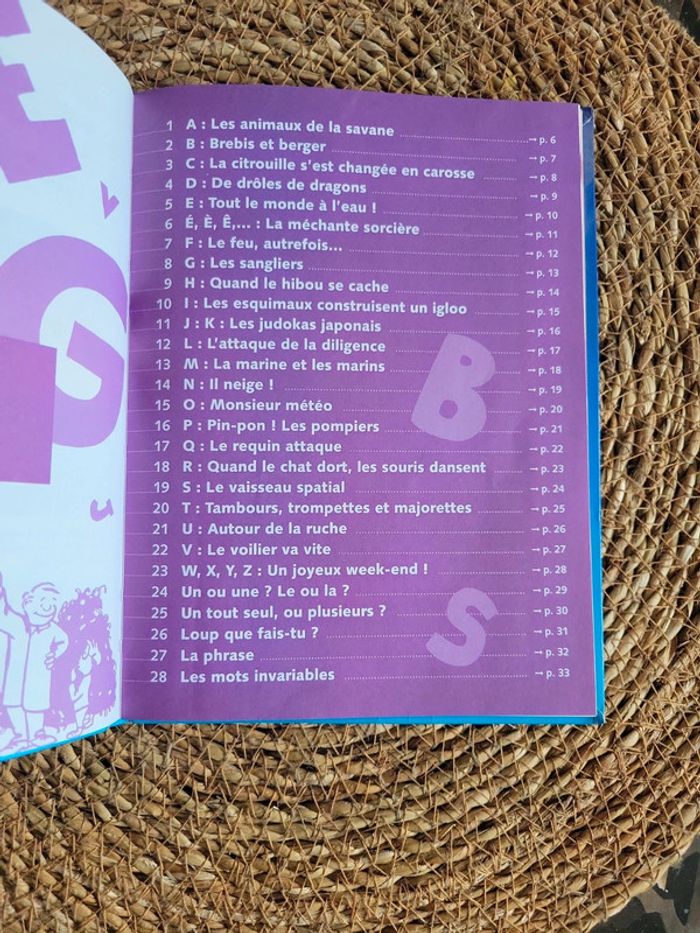 E
V
G
S
1 A : Les animaux de la savane ➞ p. 6
2 B : Brebis et berger ➞ p. 7
3 C : La citrouille s'est changée en carosse ➞ p. 8
4 D : De drôles de dragons ➞ p. 9
5 E : Tout le monde à l'eau ! ➞ p. 10
6 É, È, Ê,... : La méchante sorcière ➞ p. 11
7 F : Le feu, autrefois... ➞ p. 12
8 G : Les sangliers ➞ p. 13
9 H : Quand le hibou se cache ➞ p. 14
10 I : Les esquimaux construisent un igloo ➞ p. 15
11 J : K : Les judokas japonais ➞ p. 16
12 L : L'attaque de la diligence ➞ p. 17
13 M : La marine et les marins ➞ p. 18
14 N : Il neige ! ➞ p. 19
15 O : Monsieur météo ➞ p. 20
16 P : Pin-pon ! Les pompiers ➞ p. 21
17 Q : Le requin attaque ➞ p. 22
18 R : Quand le chat dort, les souris dansent ➞ p. 23
19 S : Le vaisseau spatial ➞ p. 24
20 T : Tambours, trompettes et majorettes ➞ p. 25
21 U : Autour de la ruche ➞ p. 26
22 V : Le voilier va vite ➞ p. 27
23 W, X, Y, Z : Un joyeux week-end ! ➞ p. 28
24 Un ou une ? Le ou la ? ➞ p. 29
25 Un tout seul, ou plusieurs ? ➞ p. 30
26 Loup que fais-tu ? ➞ p. 31
27 La phrase ➞ p. 32
28 Les mots invariables ➞ p. 33
B
S